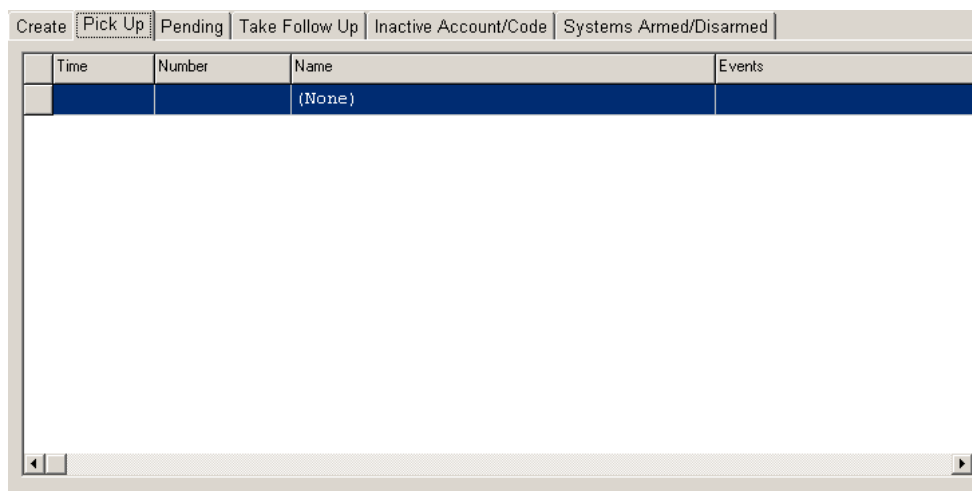 Create Pick Up Pending Take Follow Up Inactive Account/Code Systems Armed/Disarmed
Time Number Name Events
(None)